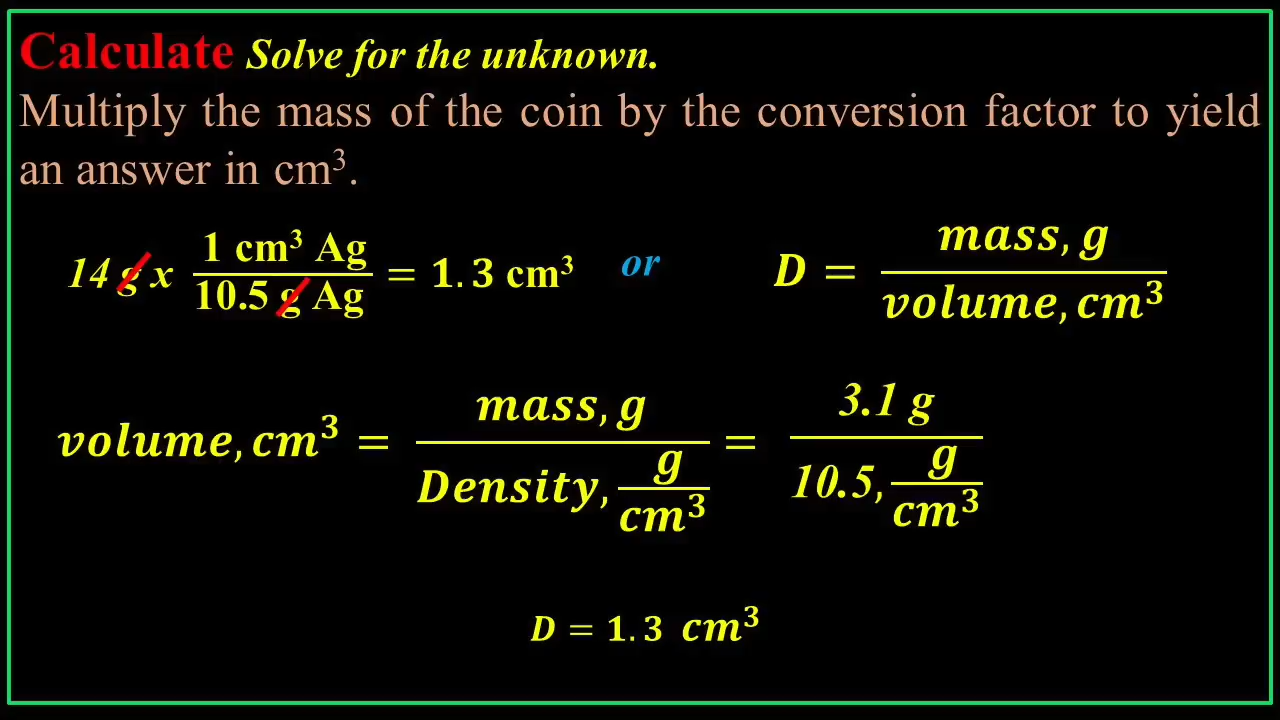 Calculate Solve for the unknown.
Multiply the mass of the coin by the conversion factor to yield
an answer in cm³.
14 g x 1 cm³ Ag / 10.5 g Ag = 1.3 cm³ or D = mass, g / volume, cm³
volume, cm³ = mass, g / Density, g/cm³ = 3.1 g / 10.5, g/cm³
D = 1.3 cm³